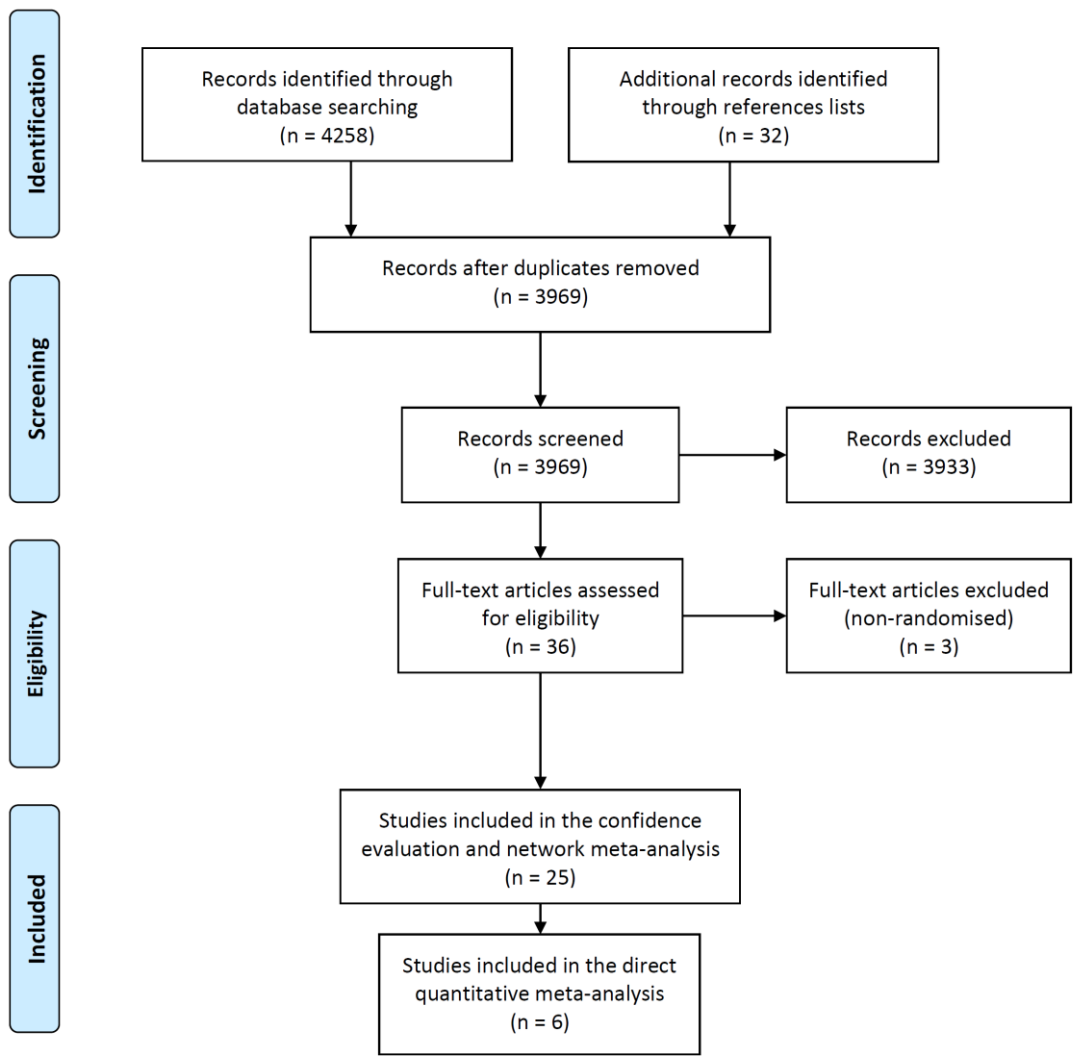 Identification
Records identified through
database searching
(n = 4258)
Additional records identified
through references lists
(n = 32)
Records after duplicates removed
(n = 3969)
Screening
Records screened
(n = 3969)
Records excluded
(n = 3933)
Eligibility
Full-text articles assessed
for eligibility
(n = 36)
Full-text articles excluded
(non-randomised)
(n = 3)
Included
Studies included in the confidence
evaluation and network meta-analysis
(n = 25)
Studies included in the direct
quantitative meta-analysis
(n = 6)